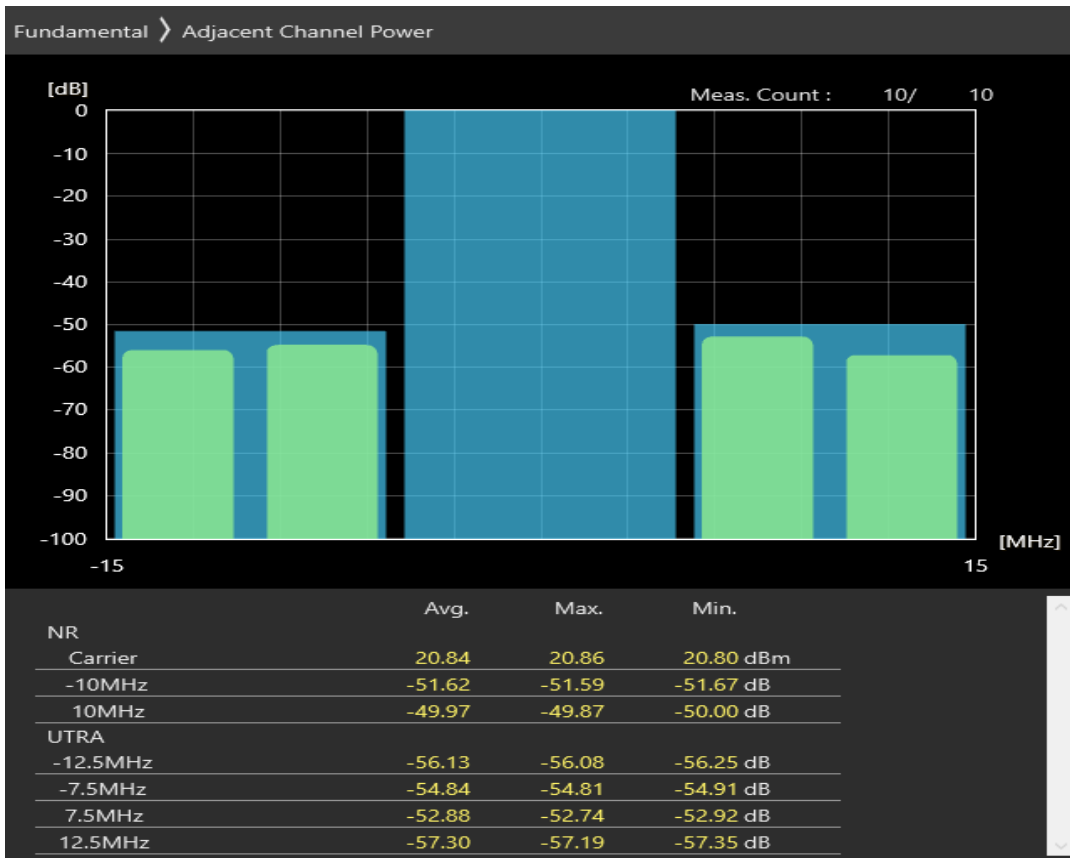 Fundamental 〉 Adjacent Channel Power
[dB]
Meas. Count : 10/ 10
0
-10
-20
-30
-40
-50
-60
-70
-80
-90
-100
[MHz]
-15 15
Avg. Max. Min.
NR
Carrier 20.84 20.86 20.80 dBm
-10MHz -51.62 -51.59 -51.67 dB
10MHz -49.97 -49.87 -50.00 dB
UTRA
-12.5MHz -56.13 -56.08 -56.25 dB
-7.5MHz -54.84 -54.81 -54.91 dB
7.5MHz -52.88 -52.74 -52.92 dB
12.5MHz -57.30 -57.19 -57.35 dB